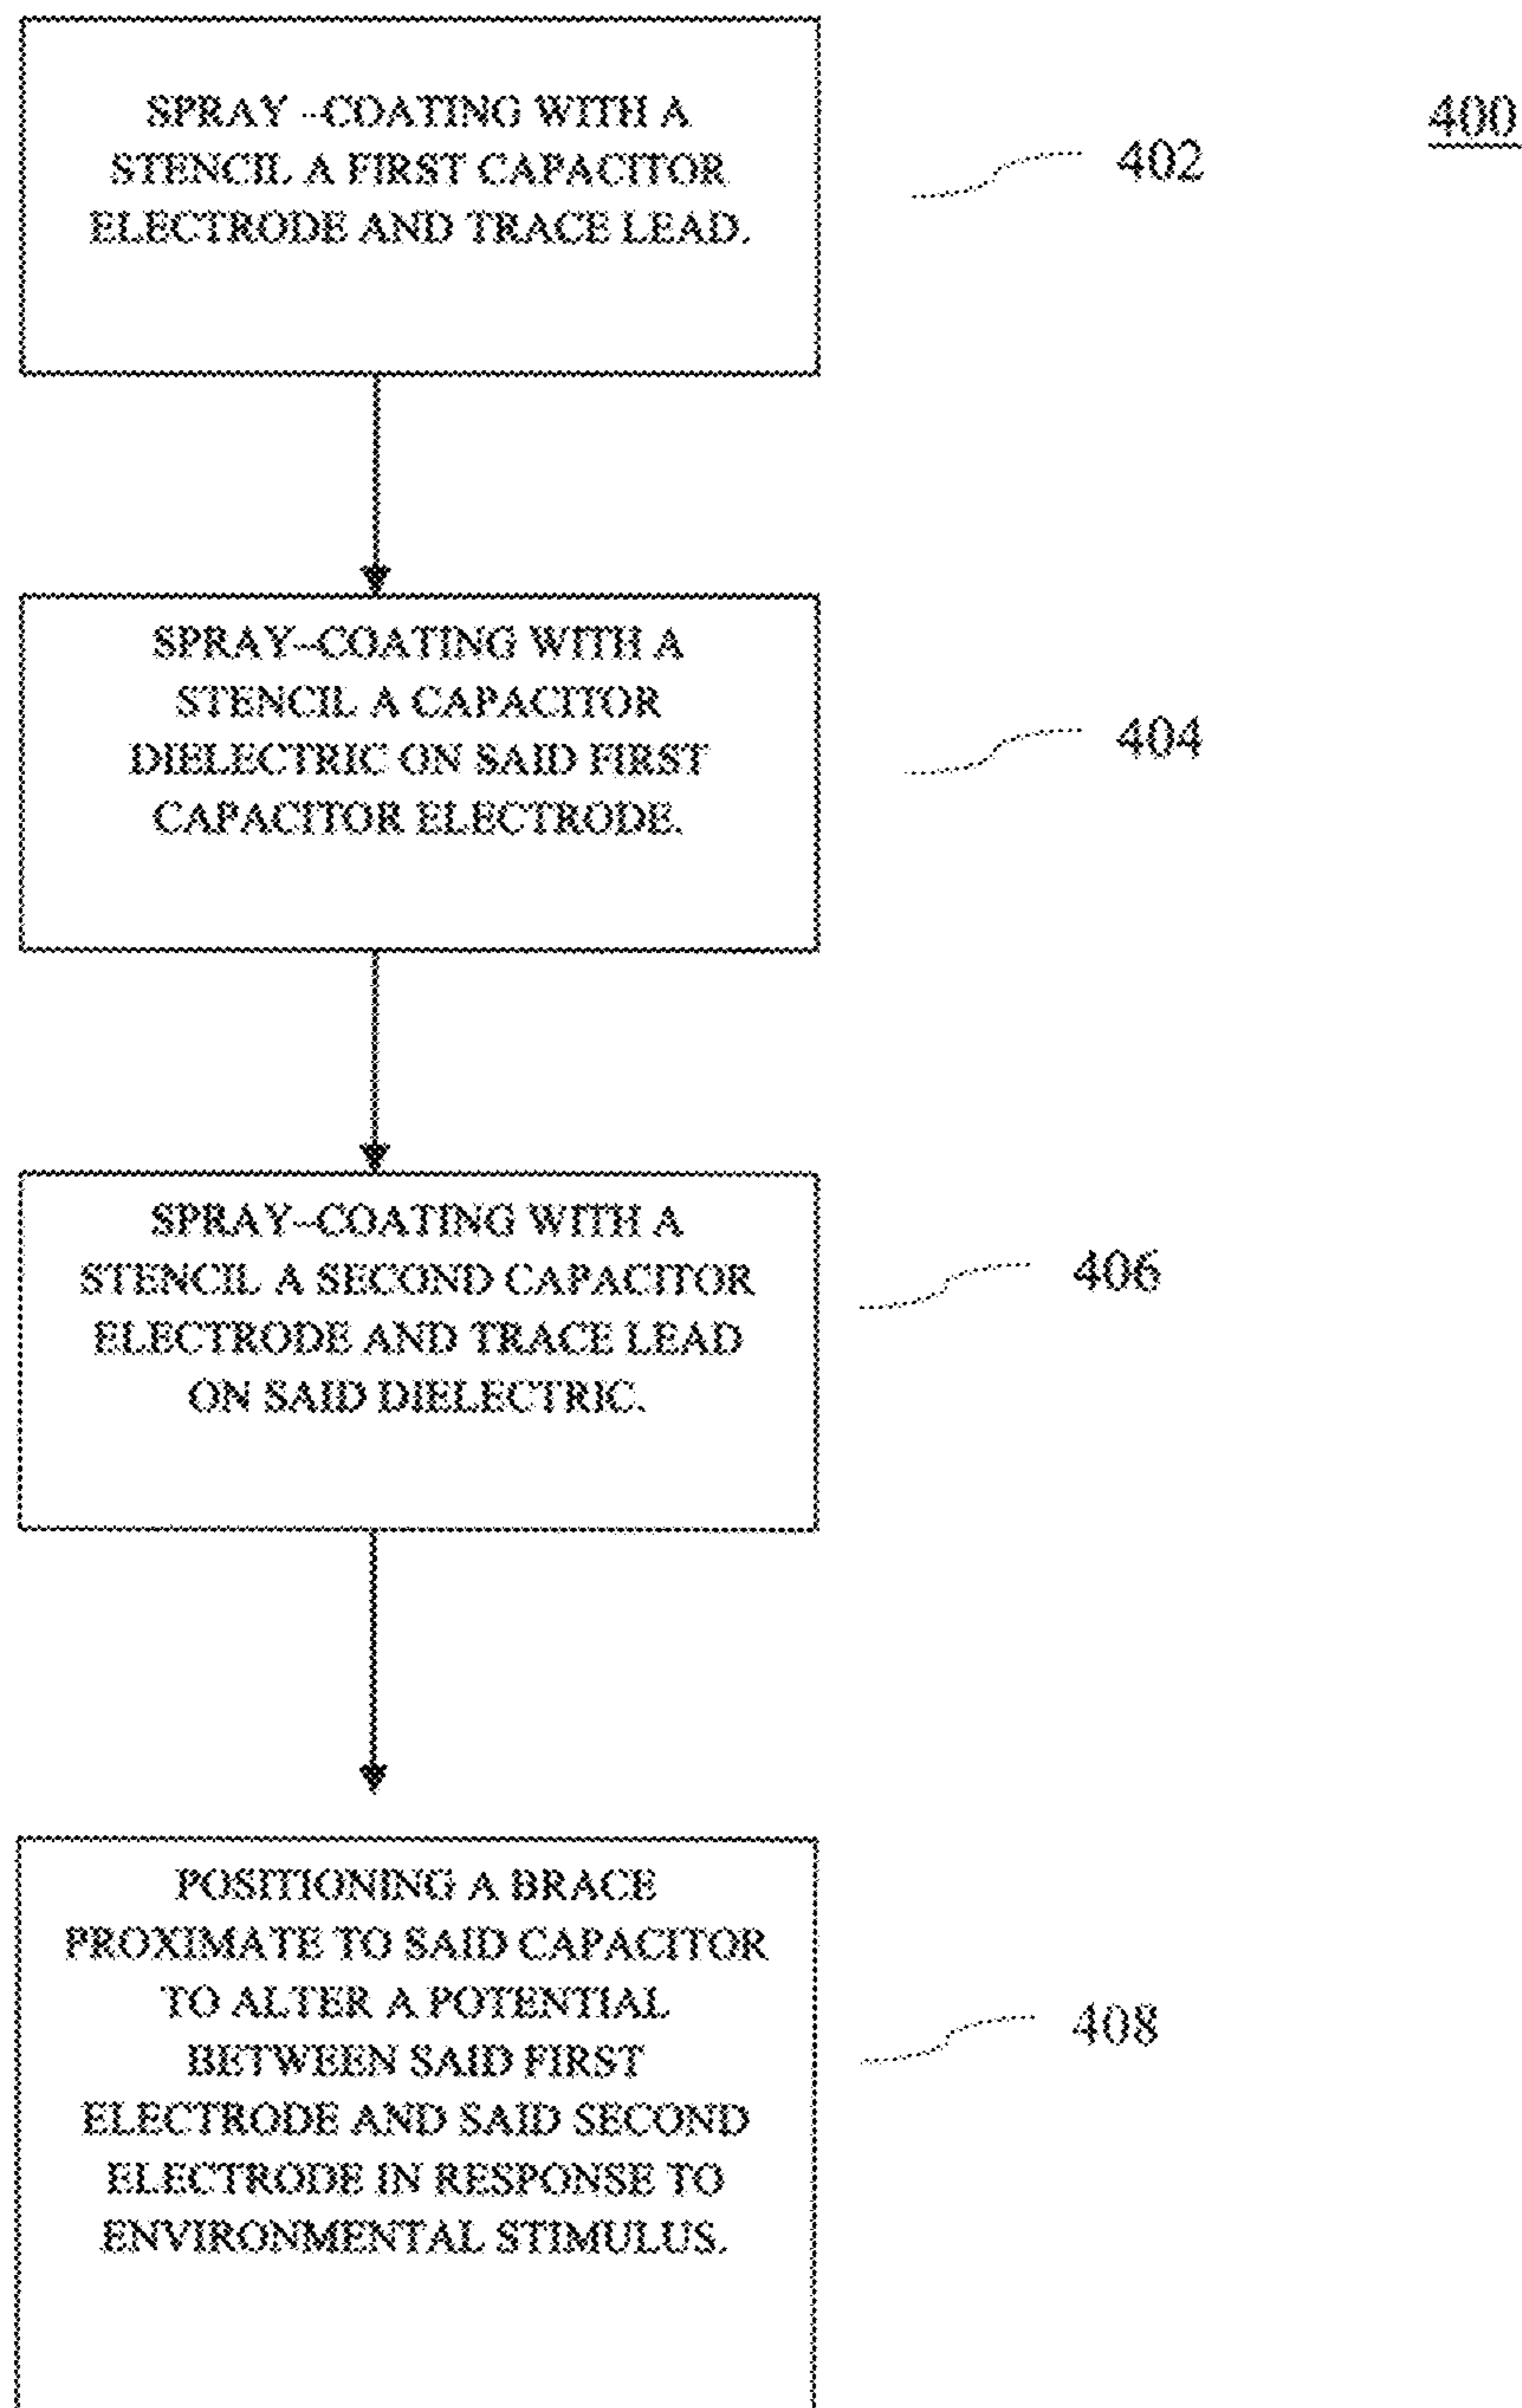 SPRAY -COATING WITH A
STENCIL A FIRST CAPACITOR
ELECTRODE AND TRACE LEAD.
402
400
SPRAY-COATING WITH A
STENCIL A CAPACITOR
DIELECTRIC ON SAID FIRST
CAPACITOR ELECTRODE.
404
SPRAY-COATING WITH A
STENCIL A SECOND CAPACITOR
ELECTRODE AND TRACE LEAD
ON SAID DIELECTRIC.
406
POSITIONING A BRACE
PROXIMATE TO SAID CAPACITOR
TO ALTER A POTENTIAL
BETWEEN SAID FIRST
ELECTRODE AND SAID SECOND
ELECTRODE IN RESPONSE TO
ENVIRONMENTAL STIMULUS.
408